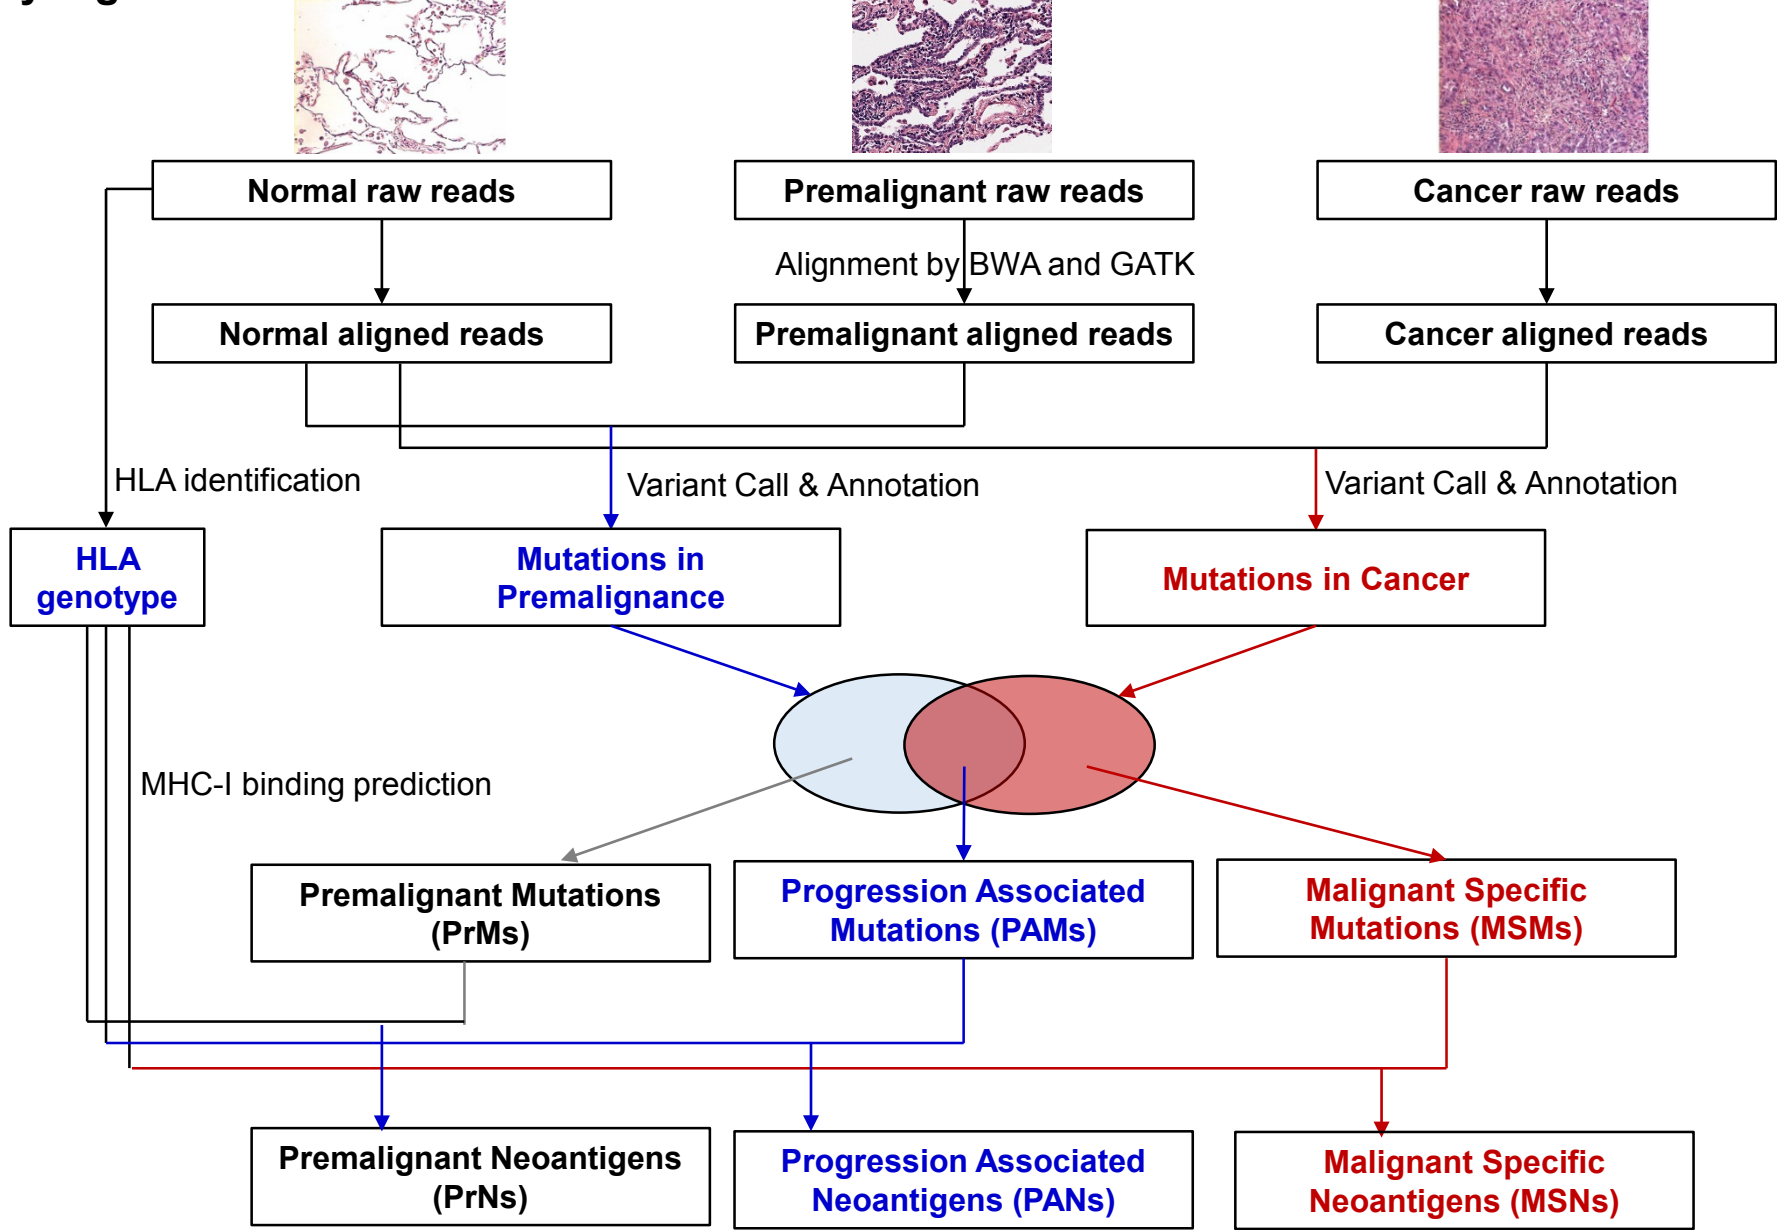 Normal raw reads
Premalignant raw reads
Cancer raw reads
Alignment by BWA and GATK
Normal aligned reads
Premalignant aligned reads
Cancer aligned reads
HLA identification
Variant Call & Annotation
Variant Call & Annotation
HLA
genotype
Mutations in
Premalignance
Mutations in Cancer
MHC-I binding prediction
Premalignant Mutations
(PrMs)
Progression Associated
Mutations (PAMs)
Malignant Specific
Mutations (MSMs)
Premalignant Neoantigens
(PrNs)
Progression Associated
Neoantigens (PANs)
Malignant Specific
Neoantigens (MSNs)